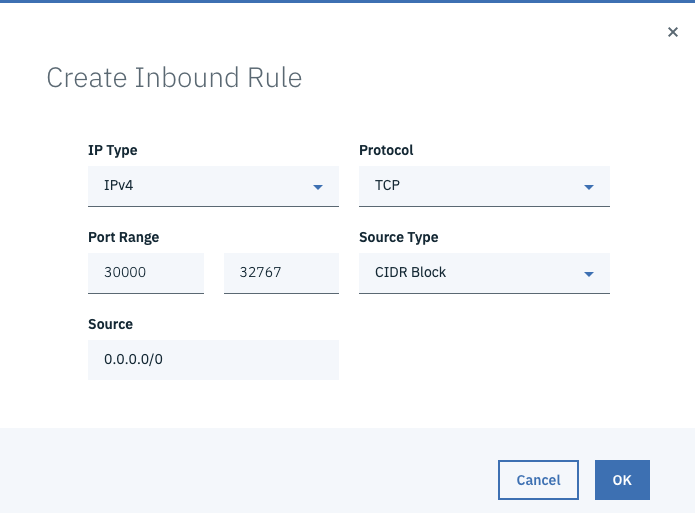 ×
Create Inbound Rule
IP Type Protocol
IPv4 TCP
Port Range Source Type
30000 32767 CIDR Block
Source
0.0.0.0/0
Cancel OK